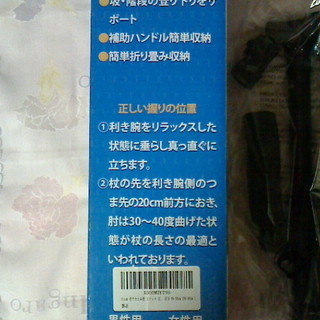 坂・階段の登り下りをサ
ポート
●補助ハンドル簡単収納
●簡単折り畳み収納
正しい握りの位置
①利き腕をリラックスした
状態に垂らし真っ直ぐに
立ちます。
②杖の先を利き腕側のつ
ま先の20cm前方におき、
肘は30〜40度曲げた状
態が杖の長さの最適と
いわれております。
男性用 女性用